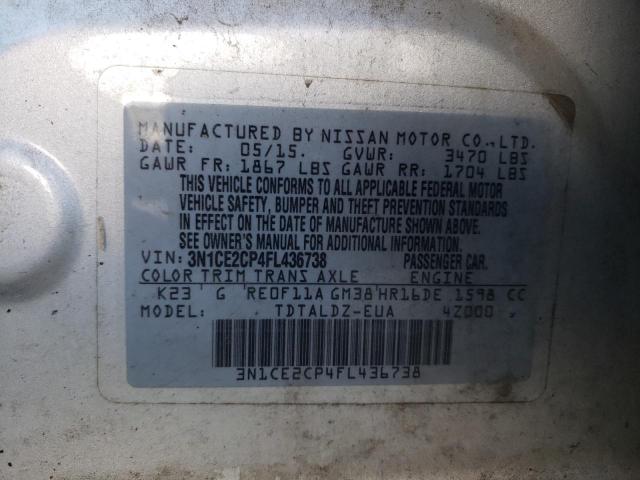 MANUFACTURED BY NISSAN MOTOR CO., LTD.
DATE: 05/15. GVWR: 3470 LBS
GAWR FR: 1867 LBS GAWR RR: 1704 LBS
THIS VEHICLE CONFORMS TO ALL APPLICABLE FEDERAL MOTOR
VEHICLE SAFETY, BUMPER AND THEFT PREVENTION STANDARDS
IN EFFECT ON THE DATE OF MANUFACTURE SHOWN ABOVE.
SEE OWNER'S MANUAL FOR ADDITIONAL INFORMATION.
VIN: 3N1CE2CP4FL436738 PASSENGER CAR.
COLOR TRIM TRANS AXLE ENGINE
K23 G RE0F11A GM38 HR16DE 1598 CC
MODEL: TDTALDZ-EUA 4Z000
3N1CE2CP4FL436738